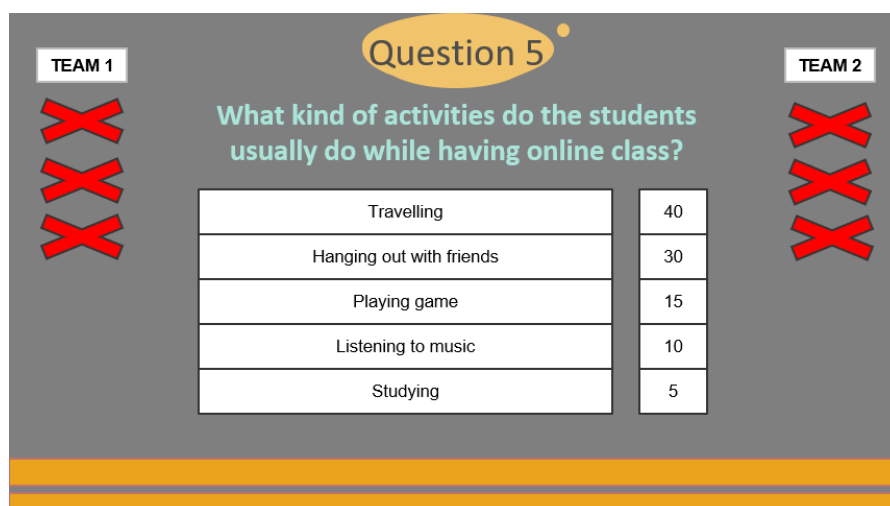 Question 5
TEAM 1
TEAM 2
What kind of activities do the students
usually do while having online class?
Travelling 40
Hanging out with friends 30
Playing game 15
Listening to music 10
Studying 5